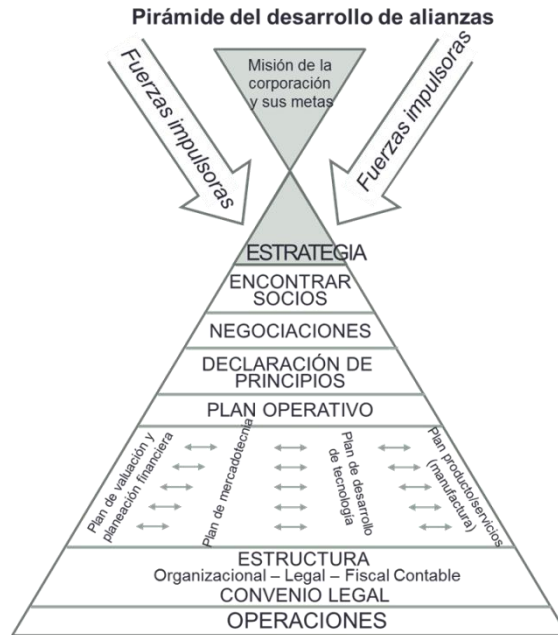 Pirámide del desarrollo de alianzas
Fuerzas impulsoras
Misión de la
corporación
y sus metas
Fuerzas impulsoras
ESTRATEGIA
ENCONTRAR
SOCIOS
NEGOCIACIONES
DECLARACIÓN DE
PRINCIPIOS
PLAN OPERATIVO
Plan de valuación y
planeación financiera
Plan de mercadotecnia
Plan de desarrollo
de tecnología
Plan producto/servicios
(manufactura)
ESTRUCTURA
Organizacional – Legal – Fiscal Contable
CONVENIO LEGAL
OPERACIONES